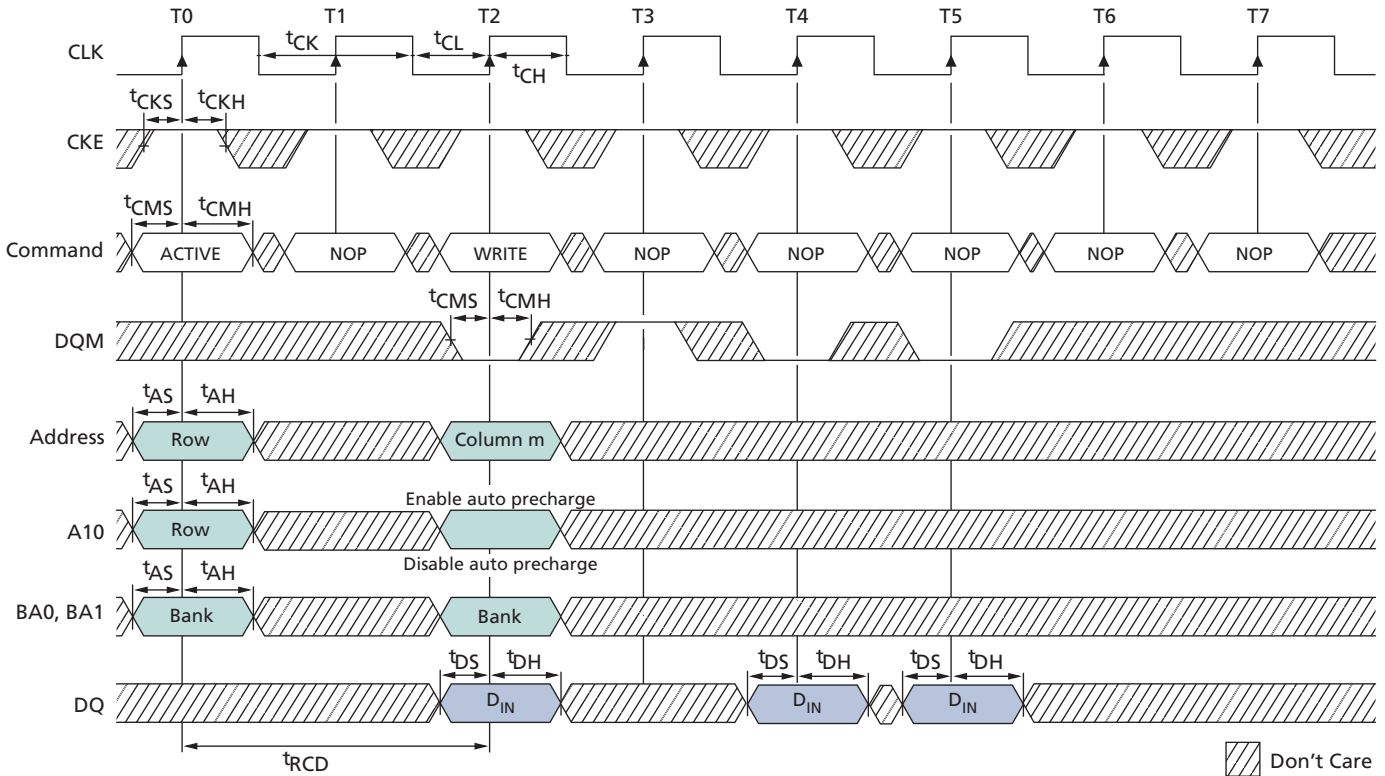 T0 T1 T2 T3 T4 T5 T6 T7
CLK
tCK tCL
tCH
tCKS tCKH
CKE
tCMS tCMH
Command ACTIVE NOP WRITE NOP NOP NOP NOP NOP
tCMS tCMH
DQM
tAS tAH
Address Row Column m
tAS tAH Enable auto precharge
A10 Row
tAS tAH Disable auto precharge
BA0, BA1 Bank Bank
tDS tDH tDS tDH tDS tDH
DQ DIN DIN DIN
tRCD
Don't Care